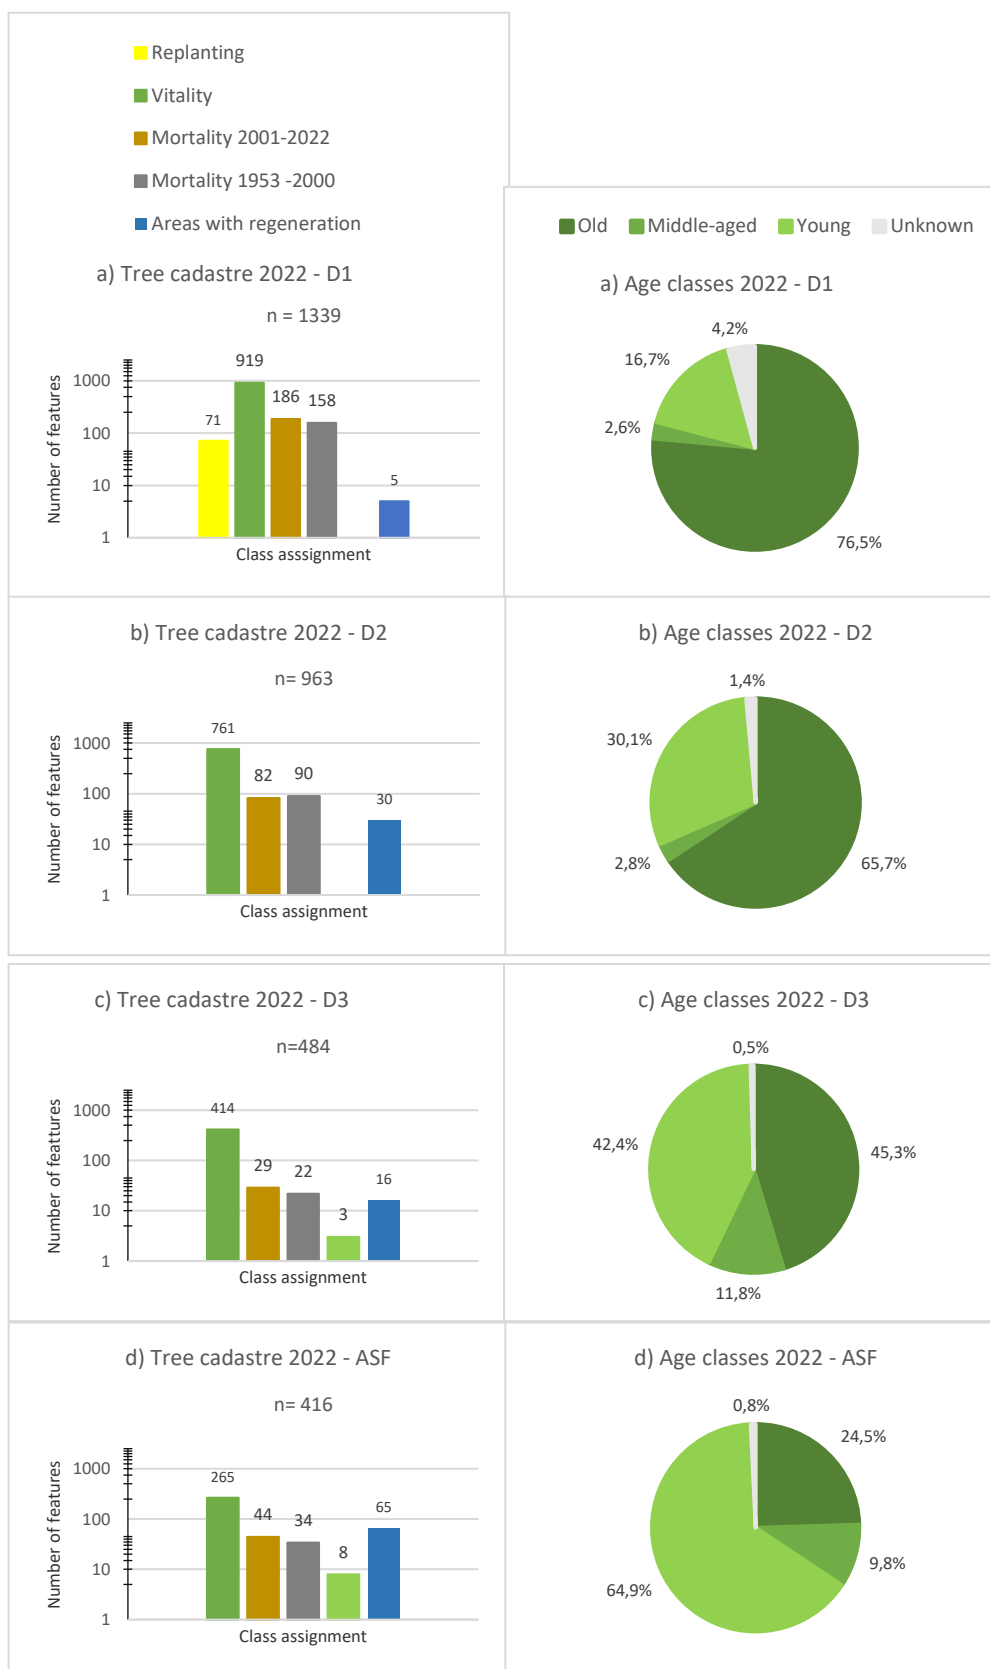 Replanting
Vitality
Mortality 2001-2022
Mortality 1953 -2000
Areas with regeneration
a) Tree cadastre 2022 - D1
n = 1339
Number of features
1000
100
10
1
71
919
186
158
5
Class asssignment
Old Middle-aged Young Unknown
a) Age classes 2022 - D1
4,2%
16,7%
2,6%
76,5%
b) Tree cadastre 2022 - D2
n= 963
Number of features
1000
100
10
1
761
82
90
30
Class assignment
b) Age classes 2022 - D2
1,4%
30,1%
2,8%
65,7%
c) Tree cadastre 2022 - D3
n=484
Number of feattures
1000
100
10
1
414
29
22
3
16
Class assignment
c) Age classes 2022 - D3
0,5%
42,4%
45,3%
11,8%
d) Tree cadastre 2022 - ASF
n= 416
Number of features
1000
100
10
1
265
44
34
8
65
Class assignment
d) Age classes 2022 - ASF
0,8%
24,5%
9,8%
64,9%